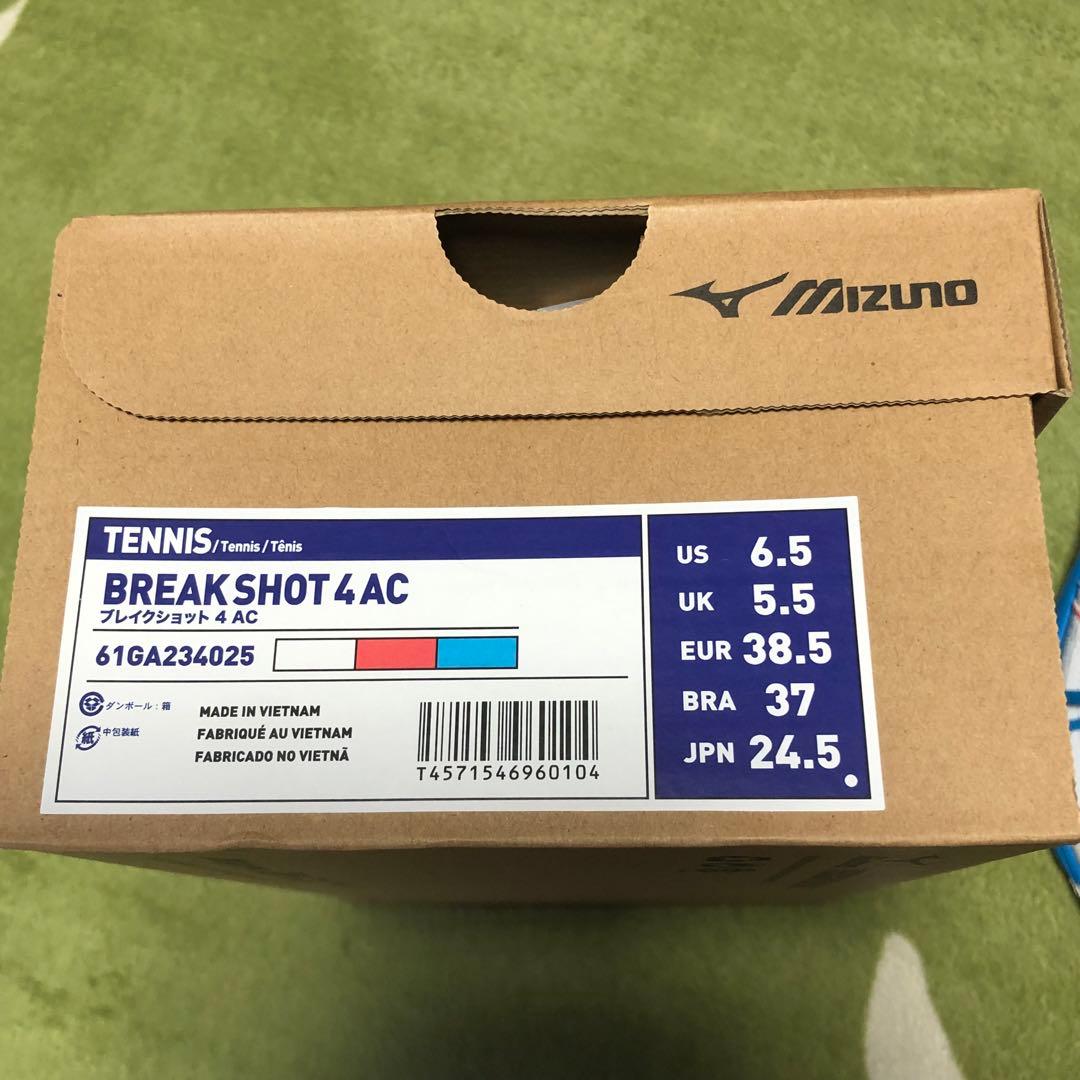 MIZUNO
TENNIS/Tennis/Tênis
BREAK SHOT 4 AC
ブレイクショット 4 AC
61GA234025
ダンボール：箱
紙 中包装紙
MADE IN VIETNAM
FABRIQUÉ AU VIETNAM
FABRICADO NO VIETNÃ
T4571546960104
US 6.5
UK 5.5
EUR 38.5
BRA 37
JPN 24.5